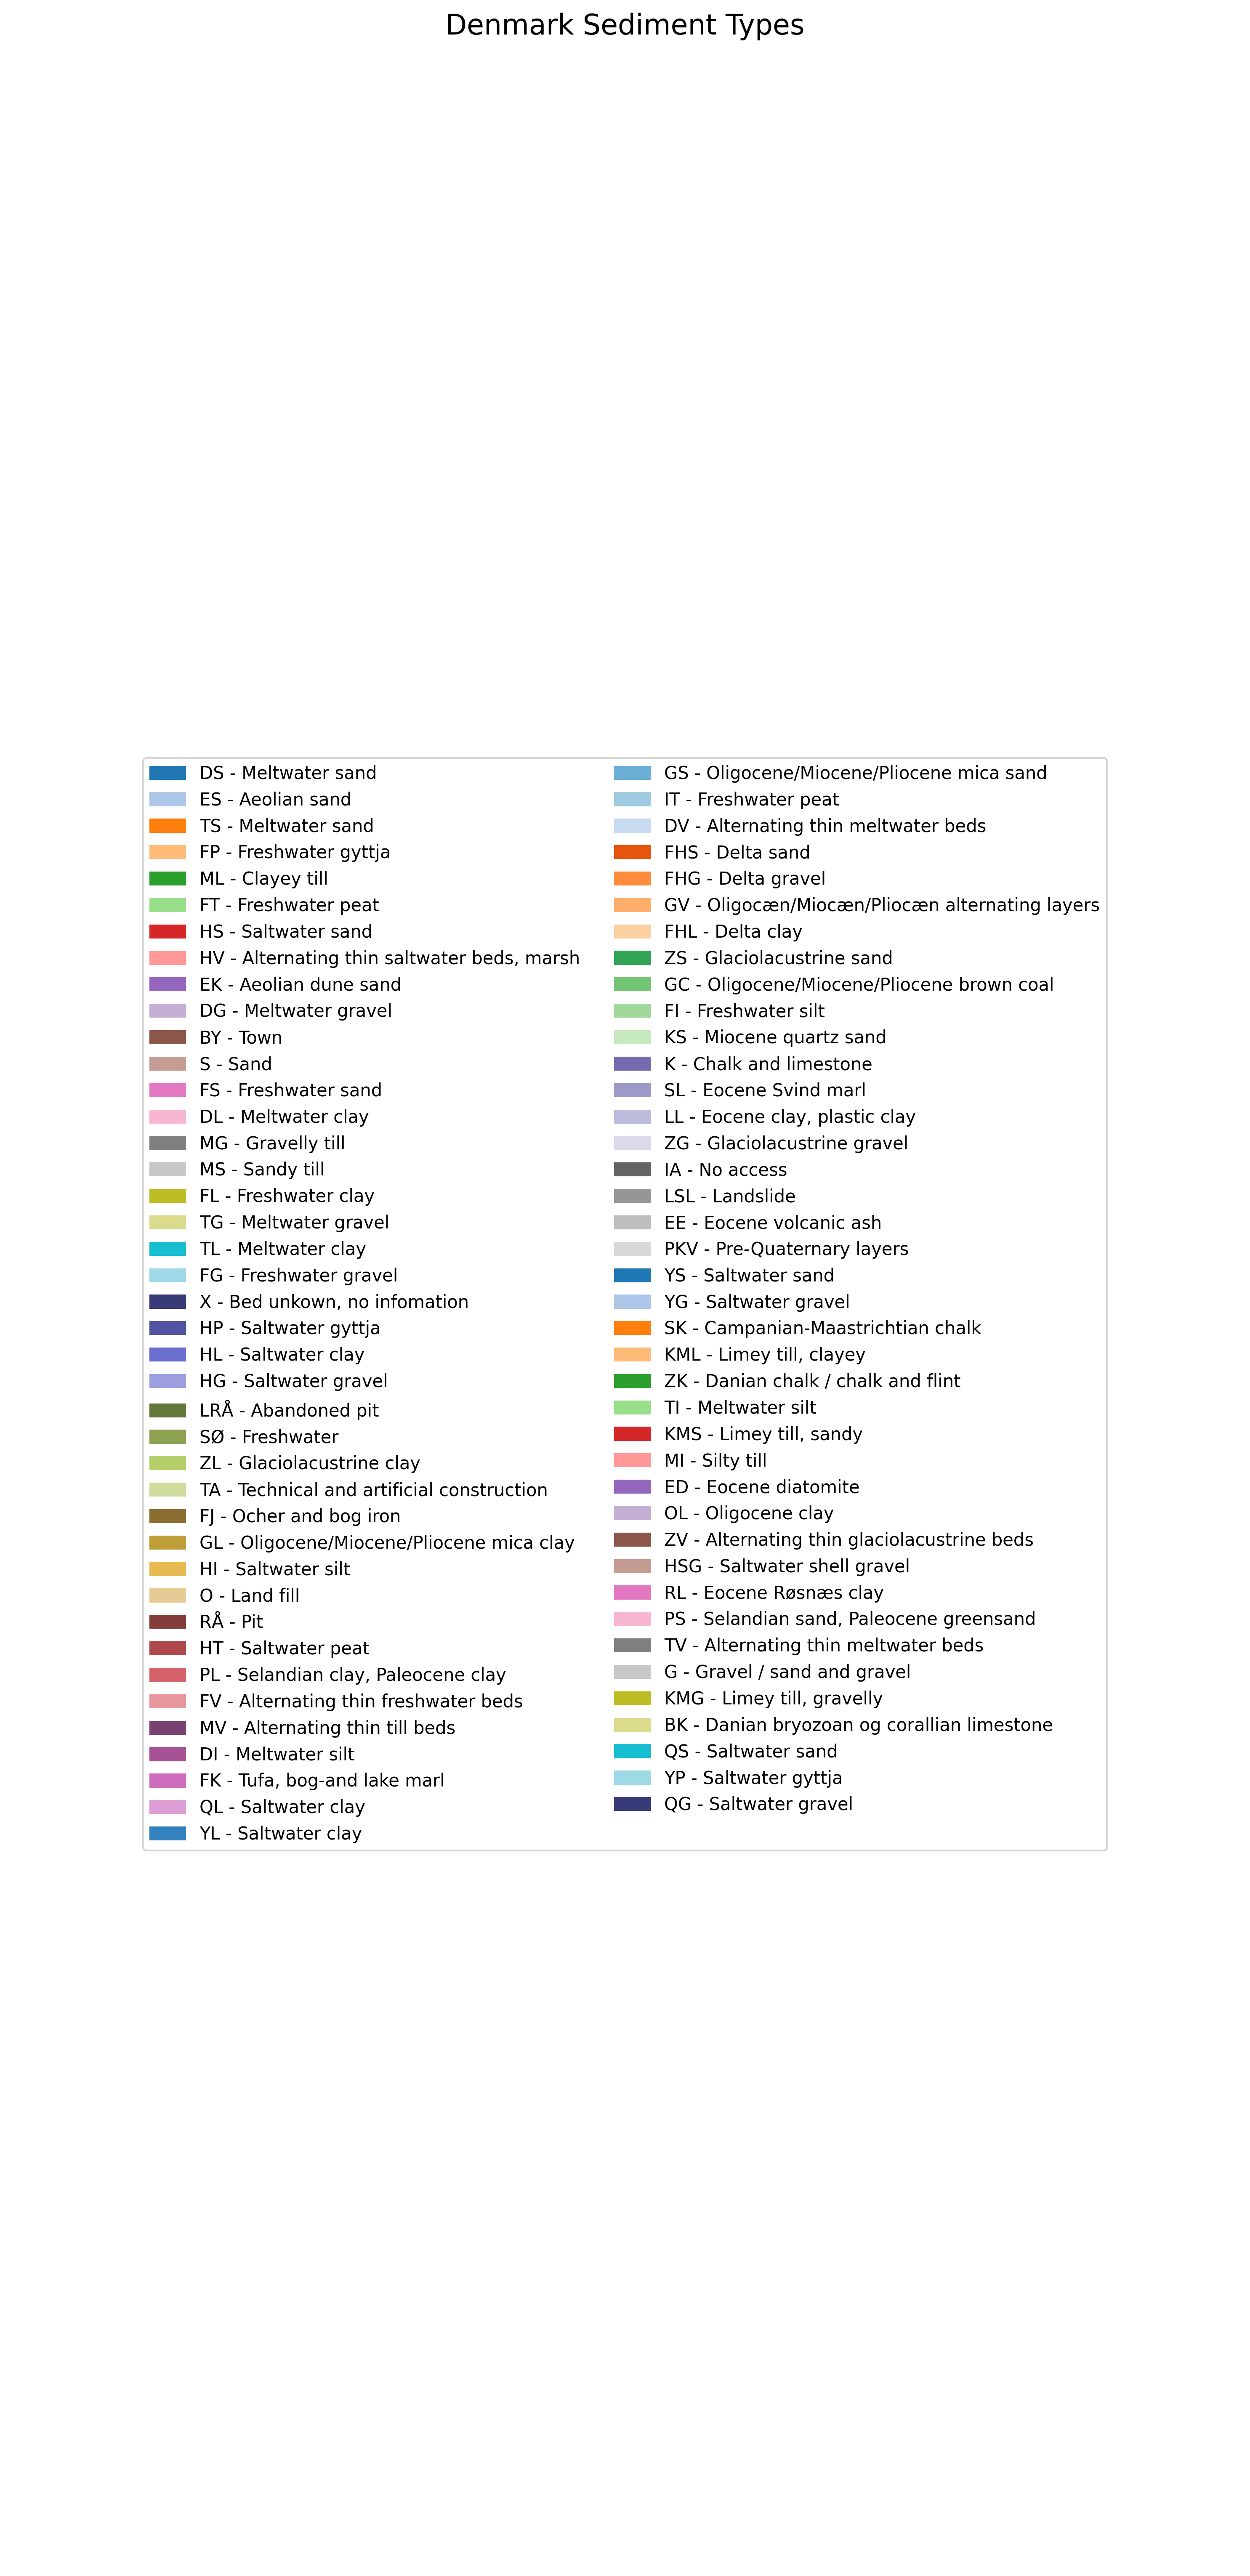 Denmark Sediment Types
DS - Meltwater sand
ES - Aeolian sand
TS - Meltwater sand
FP - Freshwater gyttja
ML - Clayey till
FT - Freshwater peat
HS - Saltwater sand
HV - Alternating thin saltwater beds, marsh
EK - Aeolian dune sand
DG - Meltwater gravel
BY - Town
S - Sand
FS - Freshwater sand
DL - Meltwater clay
MG - Gravelly till
MS - Sandy till
FL - Freshwater clay
TG - Meltwater gravel
TL - Meltwater clay
FG - Freshwater gravel
X - Bed unkown, no infomation
HP - Saltwater gyttja
HL - Saltwater clay
HG - Saltwater gravel
LRÅ - Abandoned pit
SØ - Freshwater
ZL - Glaciolacustrine clay
TA - Technical and artificial construction
FJ - Ocher and bog iron
GL - Oligocene/Miocene/Pliocene mica clay
HI - Saltwater silt
O - Land fill
RÅ - Pit
HT - Saltwater peat
PL - Selandian clay, Paleocene clay
FV - Alternating thin freshwater beds
MV - Alternating thin till beds
DI - Meltwater silt
FK - Tufa, bog-and lake marl
QL - Saltwater clay
YL - Saltwater clay
GS - Oligocene/Miocene/Pliocene mica sand
IT - Freshwater peat
DV - Alternating thin meltwater beds
FHS - Delta sand
FHG - Delta gravel
GV - Oligocæn/Miocæn/Pliocæn alternating layers
FHL - Delta clay
ZS - Glaciolacustrine sand
GC - Oligocene/Miocene/Pliocene brown coal
FI - Freshwater silt
KS - Miocene quartz sand
K - Chalk and limestone
SL - Eocene Svind marl
LL - Eocene clay, plastic clay
ZG - Glaciolacustrine gravel
IA - No access
LSL - Landslide
EE - Eocene volcanic ash
PKV - Pre-Quaternary layers
YS - Saltwater sand
YG - Saltwater gravel
SK - Campanian-Maastrichtian chalk
KML - Limey till, clayey
ZK - Danian chalk / chalk and flint
TI - Meltwater silt
KMS - Limey till, sandy
MI - Silty till
ED - Eocene diatomite
OL - Oligocene clay
ZV - Alternating thin glaciolacustrine beds
HSG - Saltwater shell gravel
RL - Eocene Røsnæs clay
PS - Selandian sand, Paleocene greensand
TV - Alternating thin meltwater beds
G - Gravel / sand and gravel
KMG - Limey till, gravelly
BK - Danian bryozoan og corallian limestone
QS - Saltwater sand
YP - Saltwater gyttja
QG - Saltwater gravel